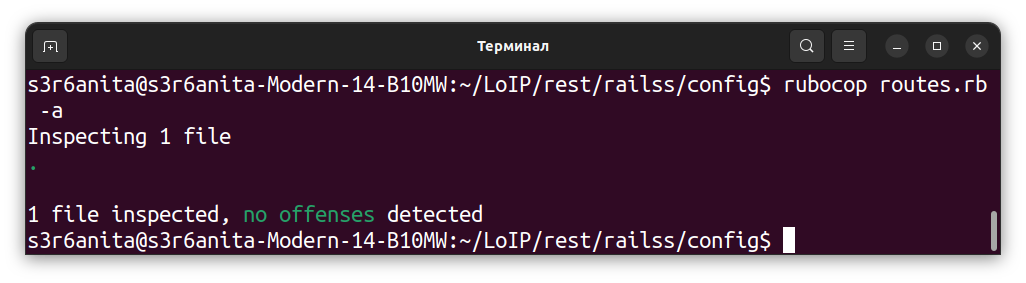 Терминал
s3r6anita@s3r6anita-Modern-14-B10MW:~/LoIP/rest/railss/config$ rubocop routes.rb
-a
Inspecting 1 file
.
1 file inspected, no offenses detected
s3r6anita@s3r6anita-Modern-14-B10MW:~/LoIP/rest/railss/config$